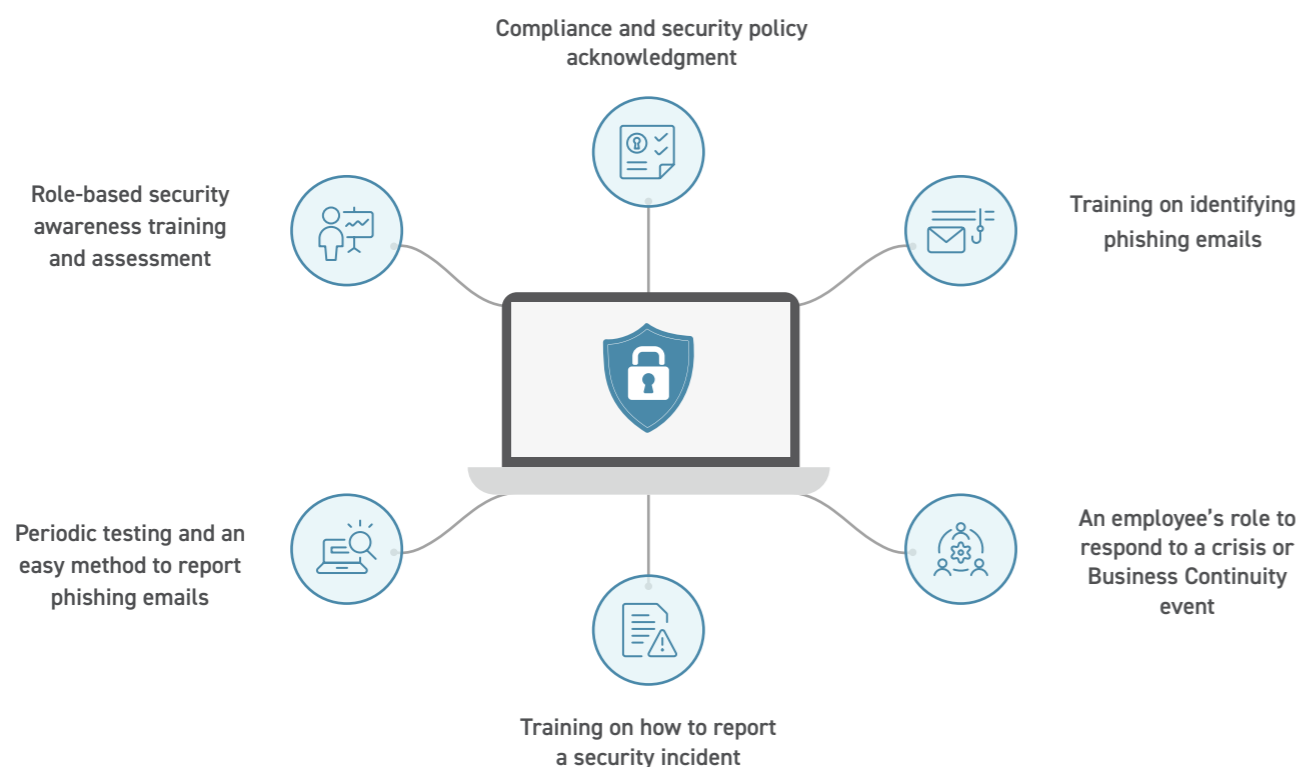 Compliance and security policy
acknowledgment
Role-based security
awareness training
and assessment
Training on identifying
phishing emails
Periodic testing and an
easy method to report
phishing emails
An employee’s role to
respond to a crisis or
Business Continuity
event
Training on how to report
a security incident